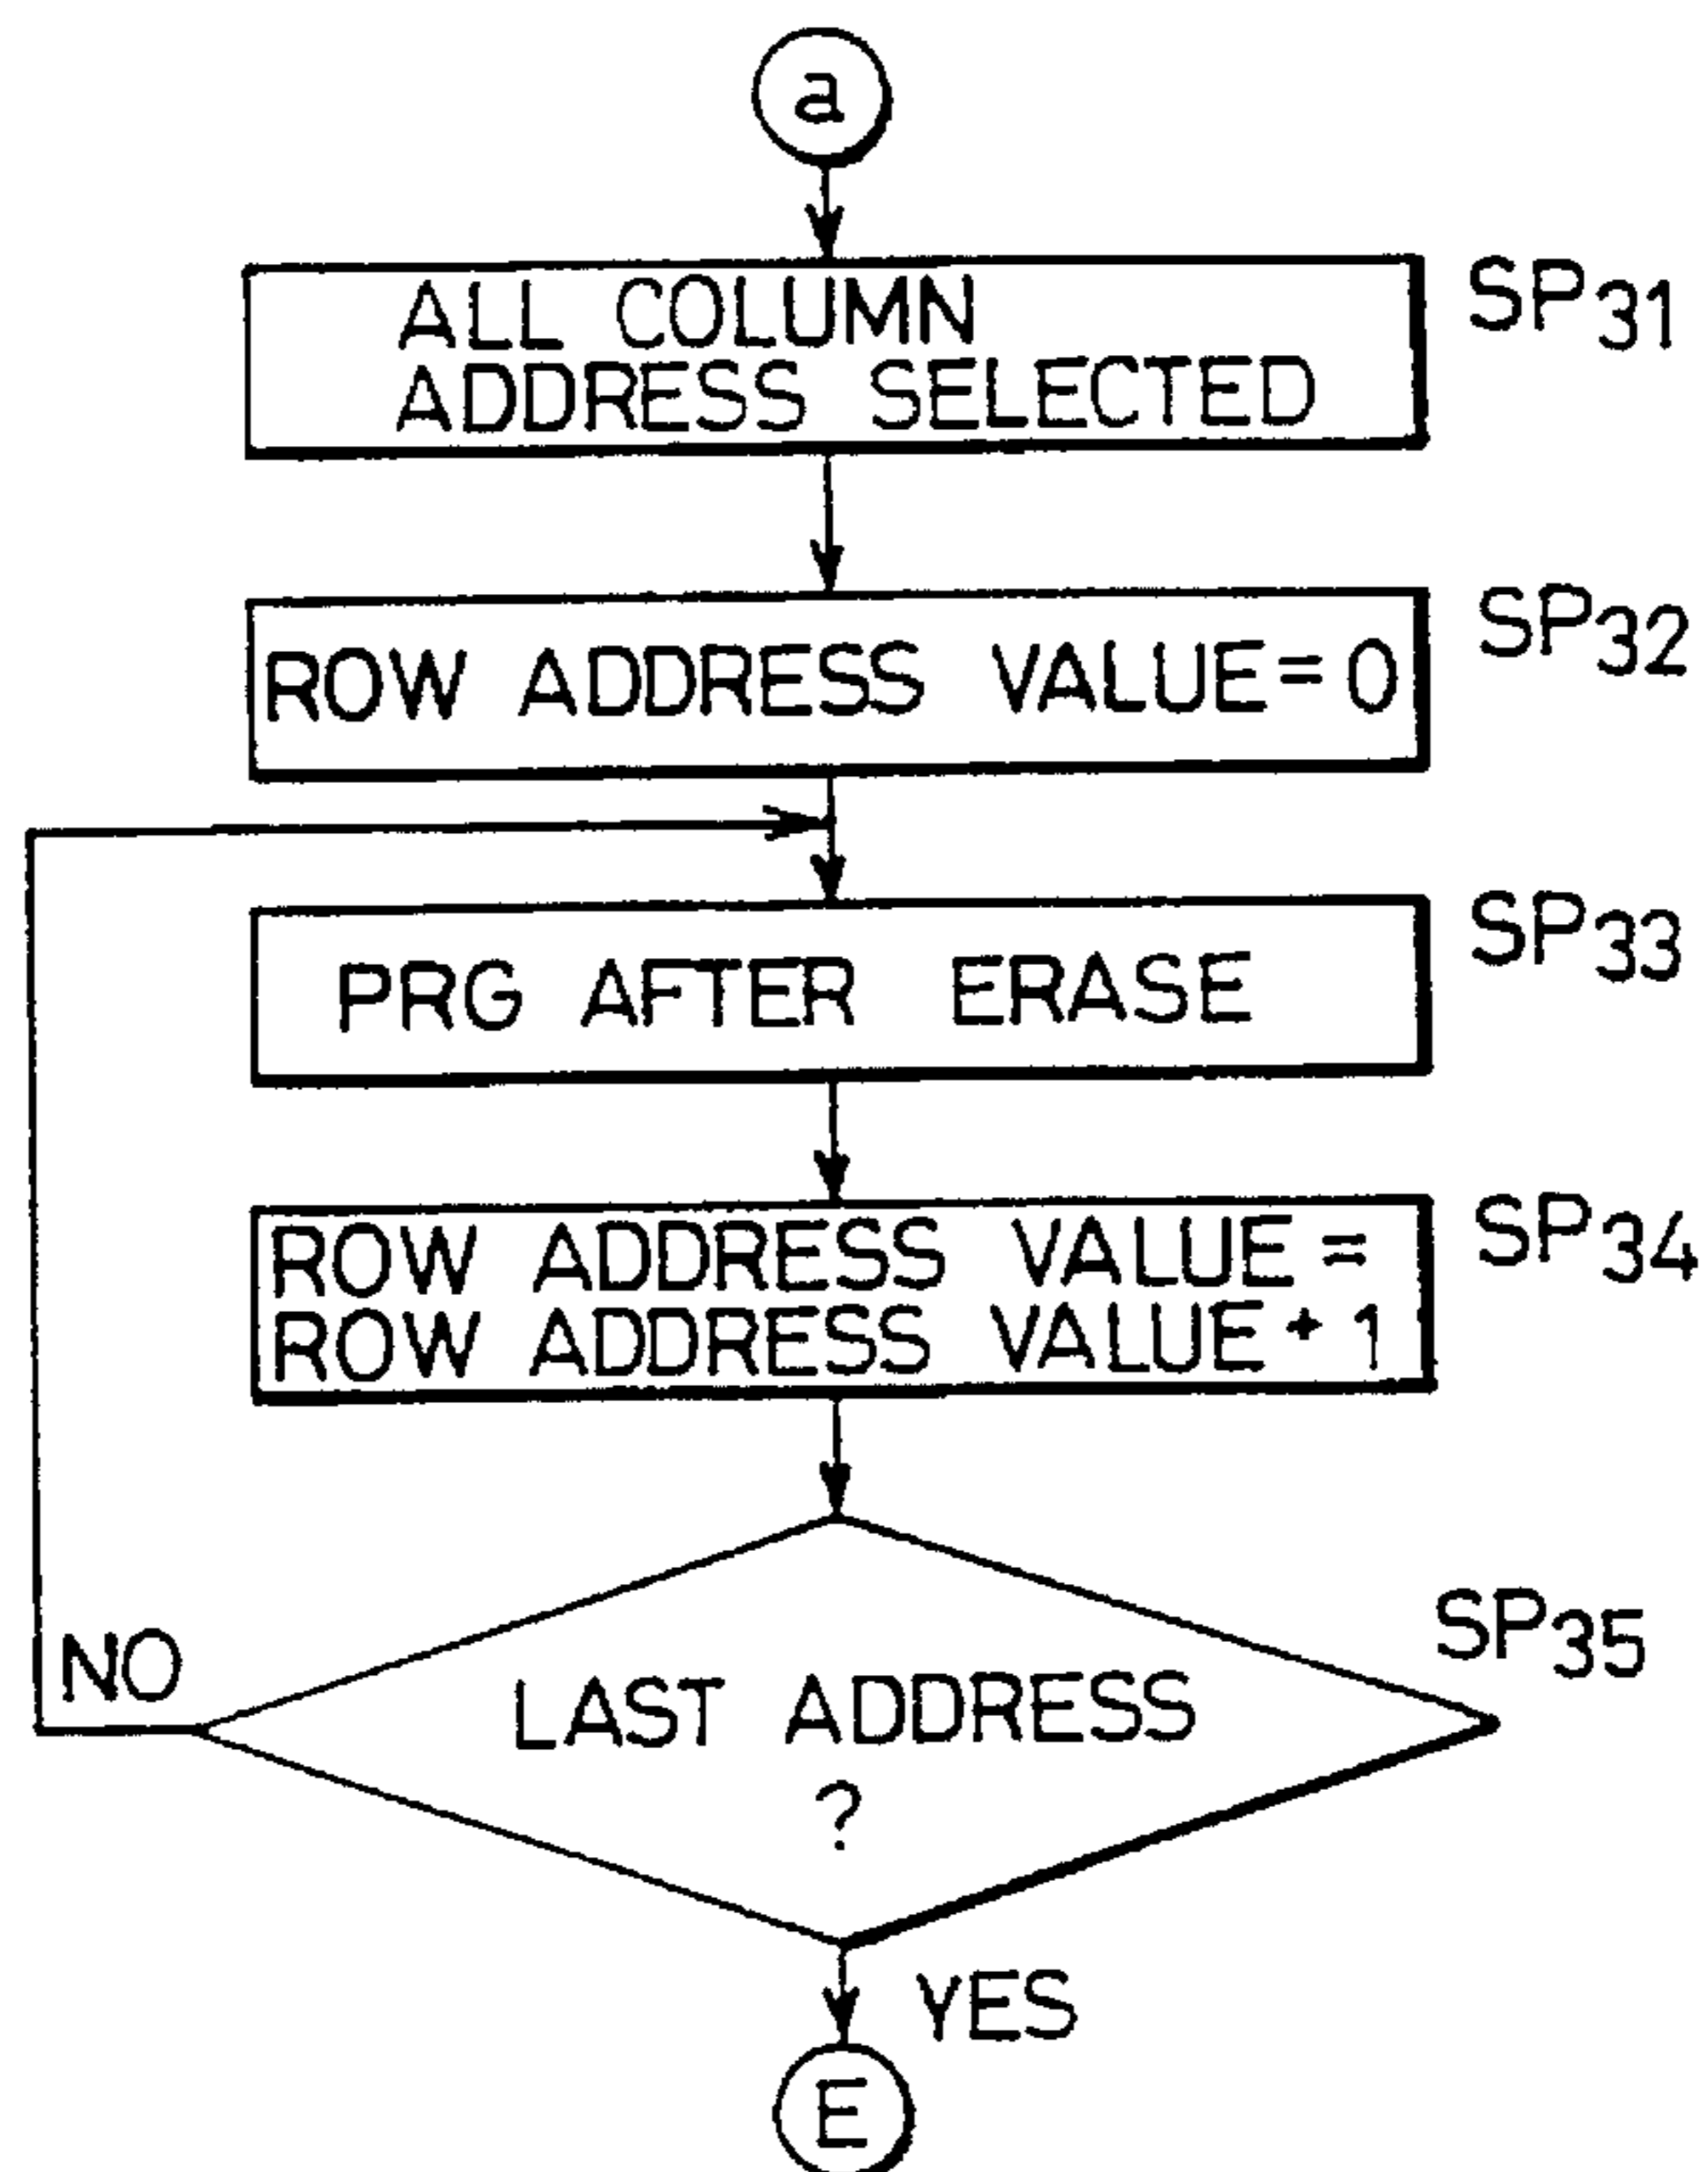 a
ALL COLUMN
ADDRESS SELECTED
SP31
ROW ADDRESS VALUE=0
SP32
PRG AFTER ERASE
SP33
ROW ADDRESS VALUE =
ROW ADDRESS VALUE + 1
SP34
LAST ADDRESS
?
SP35
NO
YES
E